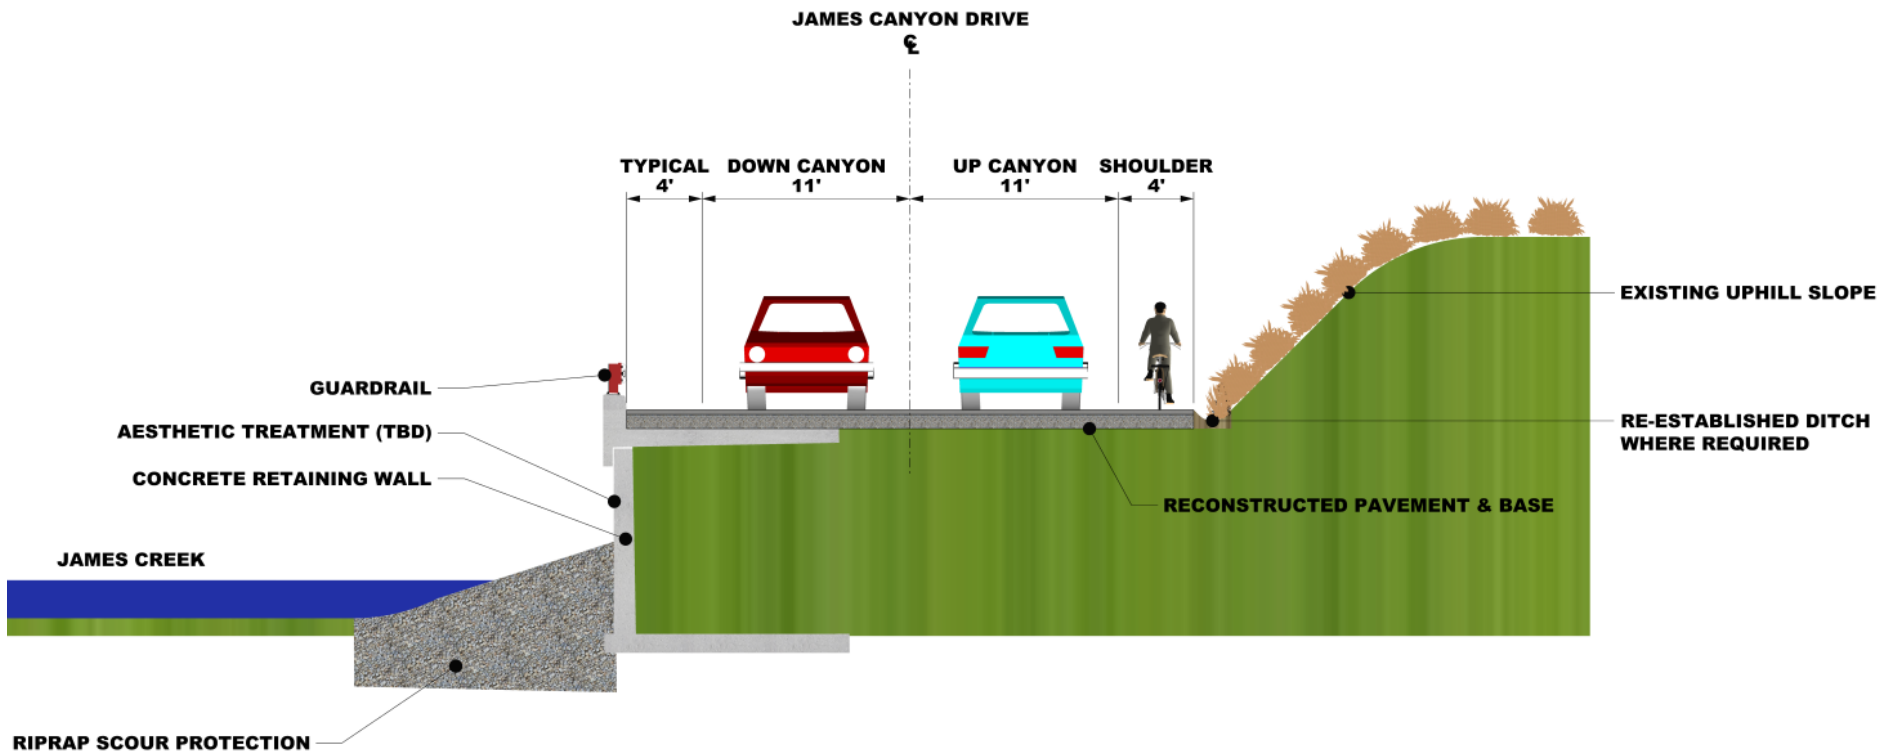 JAMES CANYON DRIVE
℄
TYPICAL DOWN CANYON UP CANYON SHOULDER
4' 11' 11' 4'
EXISTING UPHILL SLOPE
GUARDRAIL
AESTHETIC TREATMENT (TBD)
RE-ESTABLISHED DITCH
WHERE REQUIRED
CONCRETE RETAINING WALL
RECONSTRUCTED PAVEMENT & BASE
JAMES CREEK
RIPRAP SCOUR PROTECTION